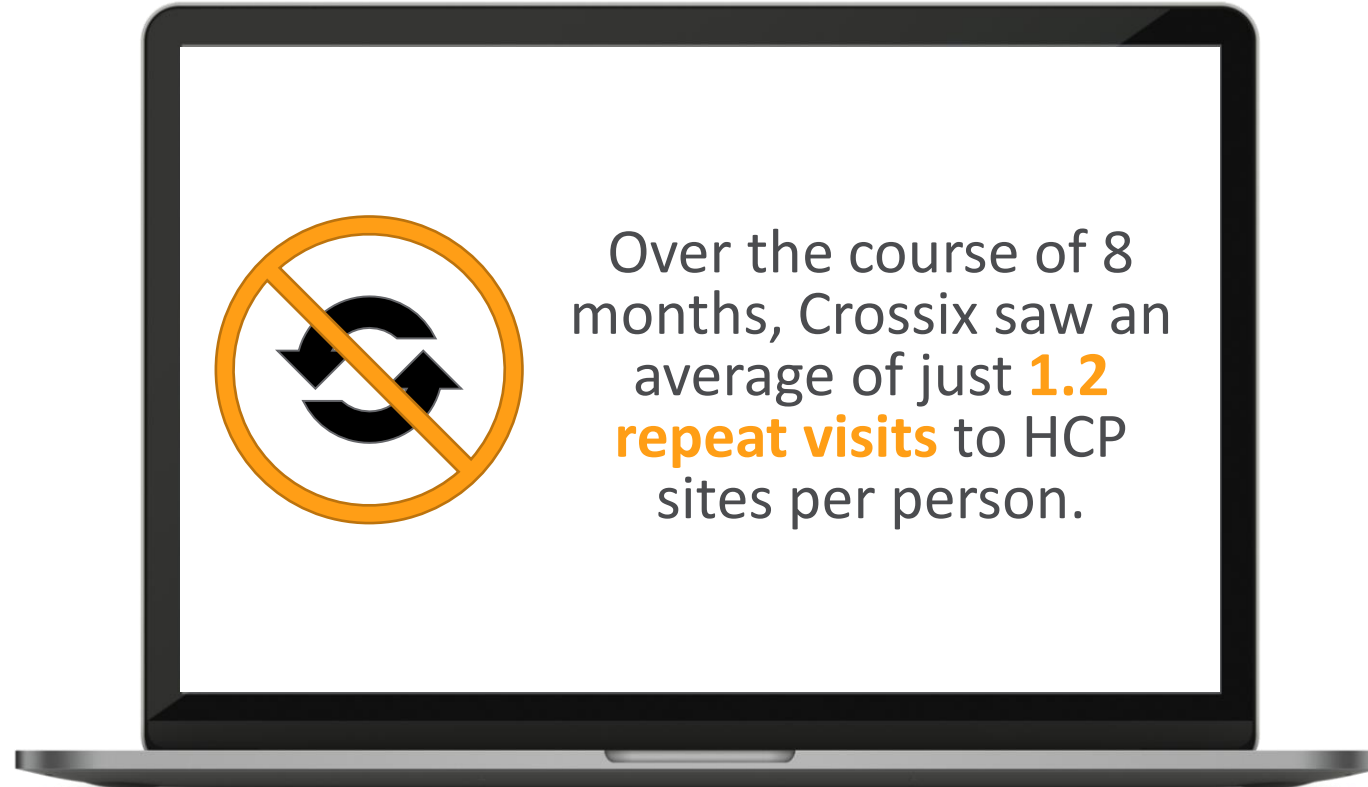 Over the course of 8
months, Crossix saw an
average of just 1.2
repeat visits to HCP
sites per person.